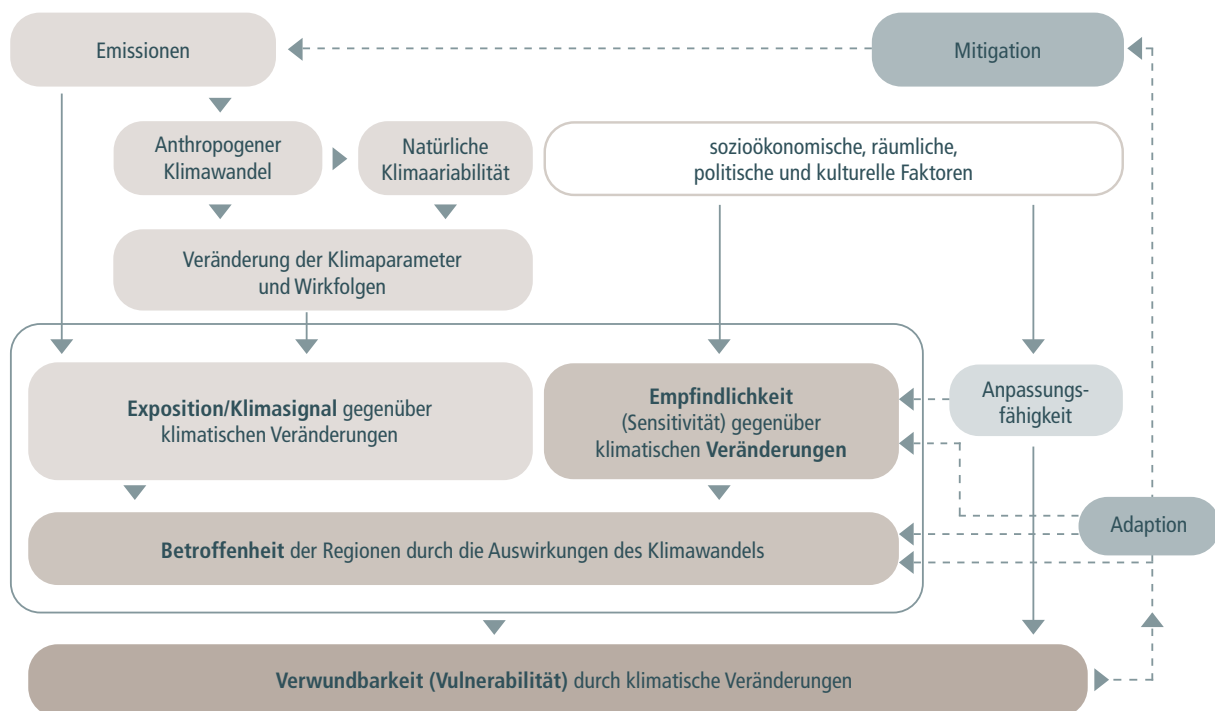 Emissionen
Mitigation
Anthropogener
Klimawandel
Natürliche
Klimaariabilität
sozioökonomische, räumliche,
politische und kulturelle Faktoren
Veränderung der Klimaparameter
und Wirkfolgen
Exposition/Klimasignal gegenüber
klimatischen Veränderungen
Empfindlichkeit
(Sensitivität) gegenüber
klimatischen Veränderungen
Anpassungs-
fähigkeit
Adaption
Betroffenheit der Regionen durch die Auswirkungen des Klimawandels
Verwundbarkeit (Vulnerabilität) durch klimatische Veränderungen